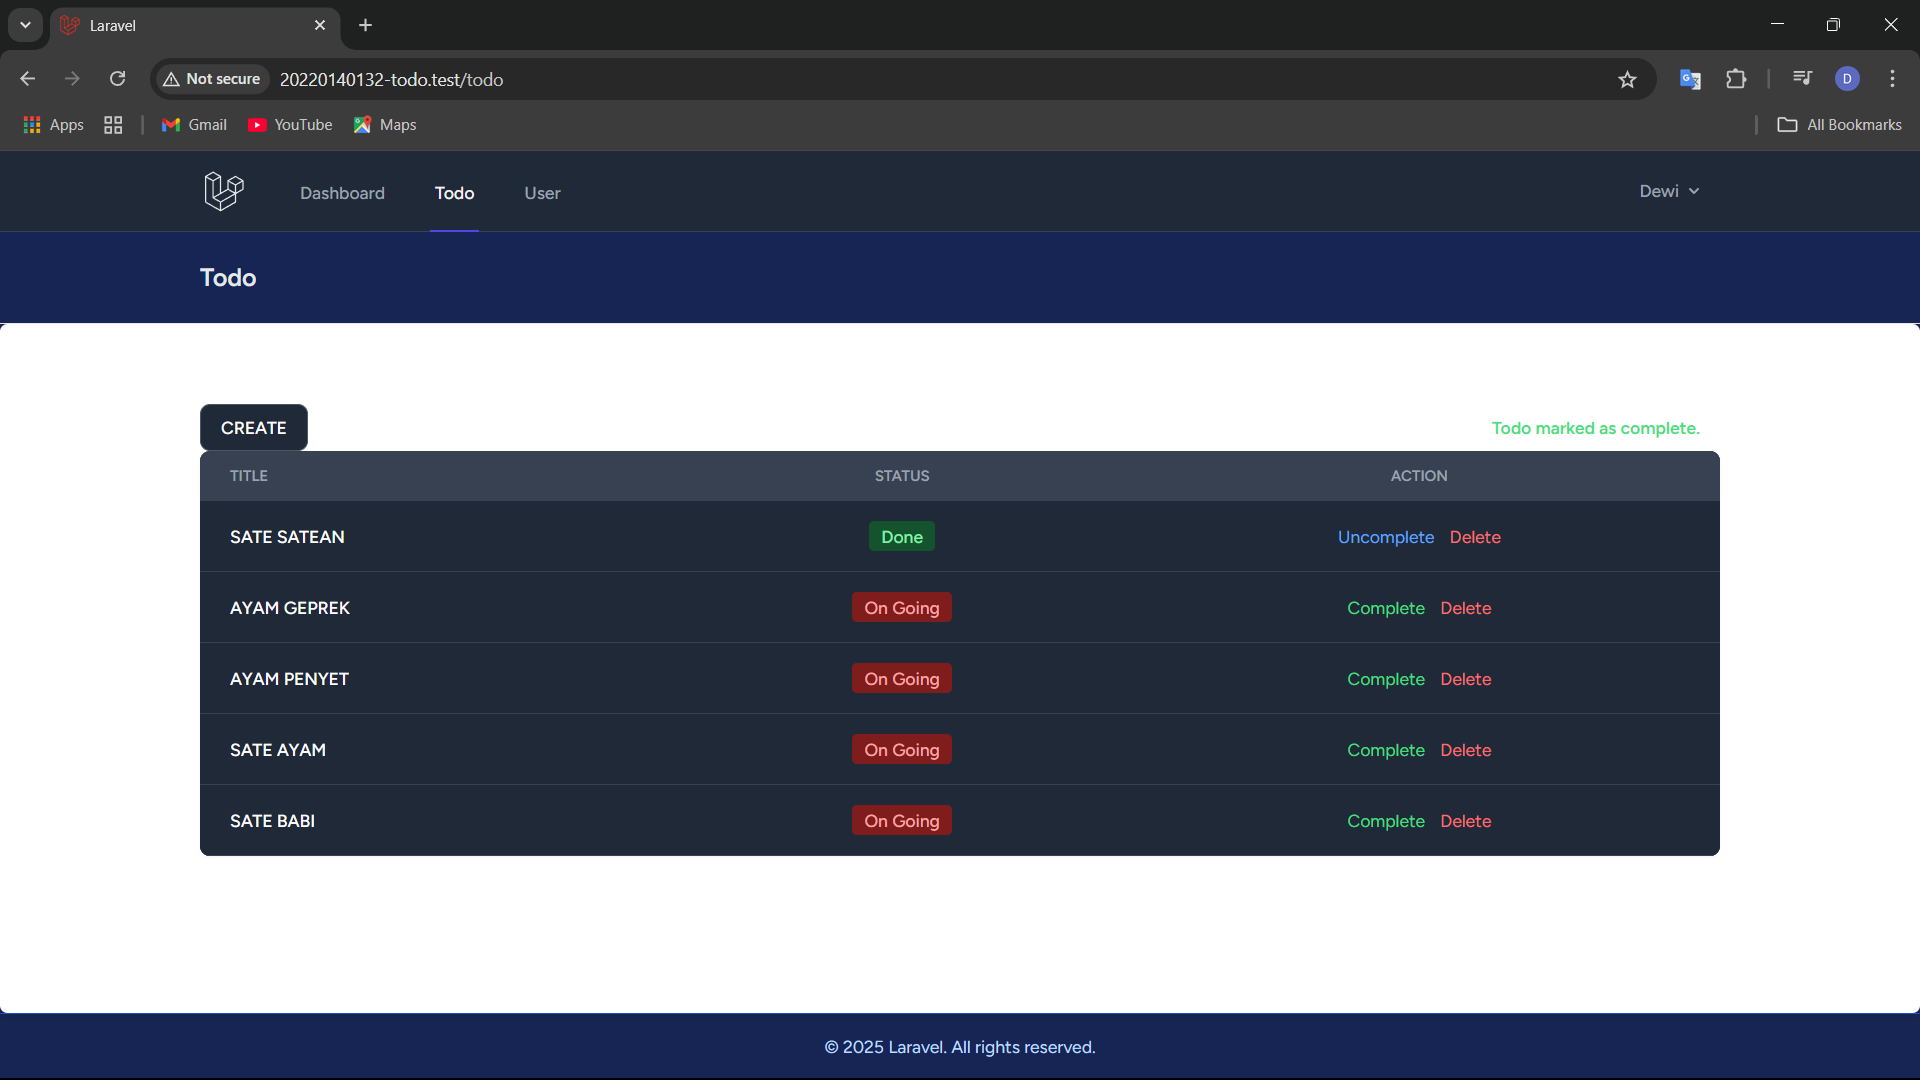 Laravel
Not secure 20220140132-todo.test/todo D
Apps Gmail YouTube Maps All Bookmarks
Dashboard Todo User Dewi
Todo
CREATE Todo marked as complete.
TITLE STATUS ACTION
SATE SATEAN Done Uncomplete Delete
AYAM GEPREK On Going Complete Delete
AYAM PENYET On Going Complete Delete
SATE AYAM On Going Complete Delete
SATE BABI On Going Complete Delete
© 2025 Laravel. All rights reserved.